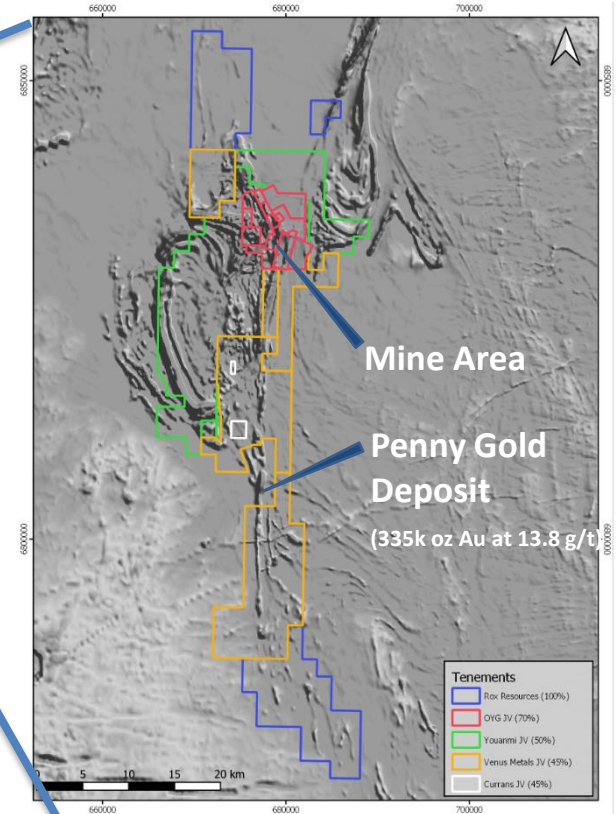 660000
680000
700000
6850000
6850000
Mine Area
Penny Gold
Deposit
(335k oz Au at 13.8 g/t)
6800000
6800000
Tenements
Rox Resources (100%)
OYG JV (70%)
Youanmi JV (50%)
Venus Metals JV (45%)
Currans JV (45%)
0 5 10 15 20 km
660000
680000
700000